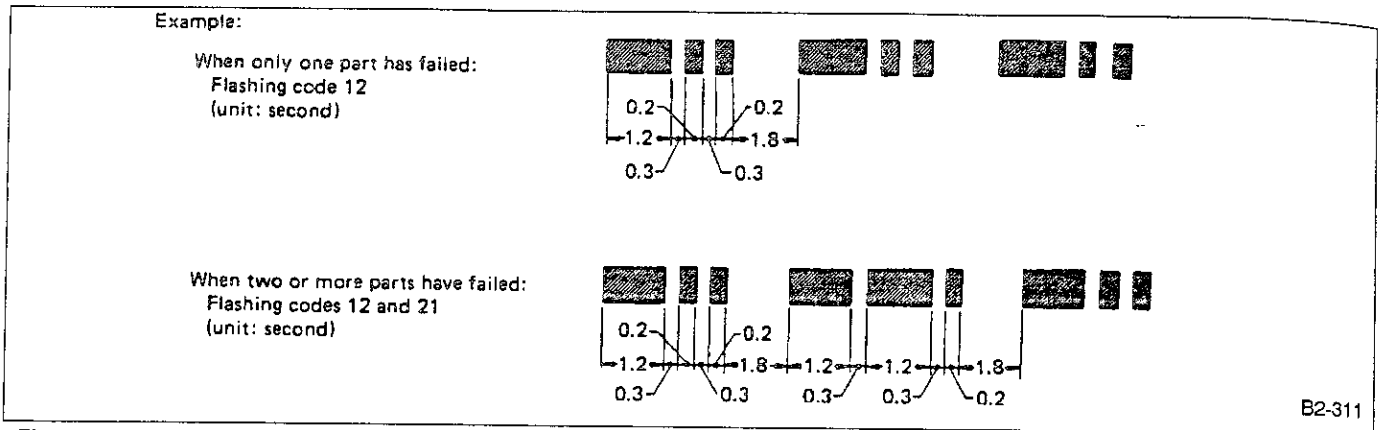 Example:
When only one part has failed:
Flashing code 12
(unit: second)
0.2 0.2
1.2 1.8
0.3 0.3
When two or more parts have failed:
Flashing codes 12 and 21
(unit: second)
0.2 0.2
1.2 1.8 1.2 1.2 1.8
0.3 0.3 0.3 0.3 0.2
B2-311